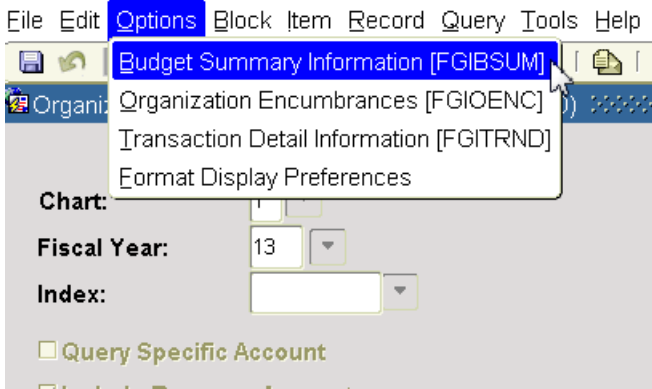 File Edit Options Block Item Record Query Tools Help
Budget Summary Information [FGIBSUM]
Organization Encumbrances [FGIOENC]
Transaction Detail Information [FGITRND]
Format Display Preferences
Chart:
Fiscal Year: 13
Index:
Query Specific Account